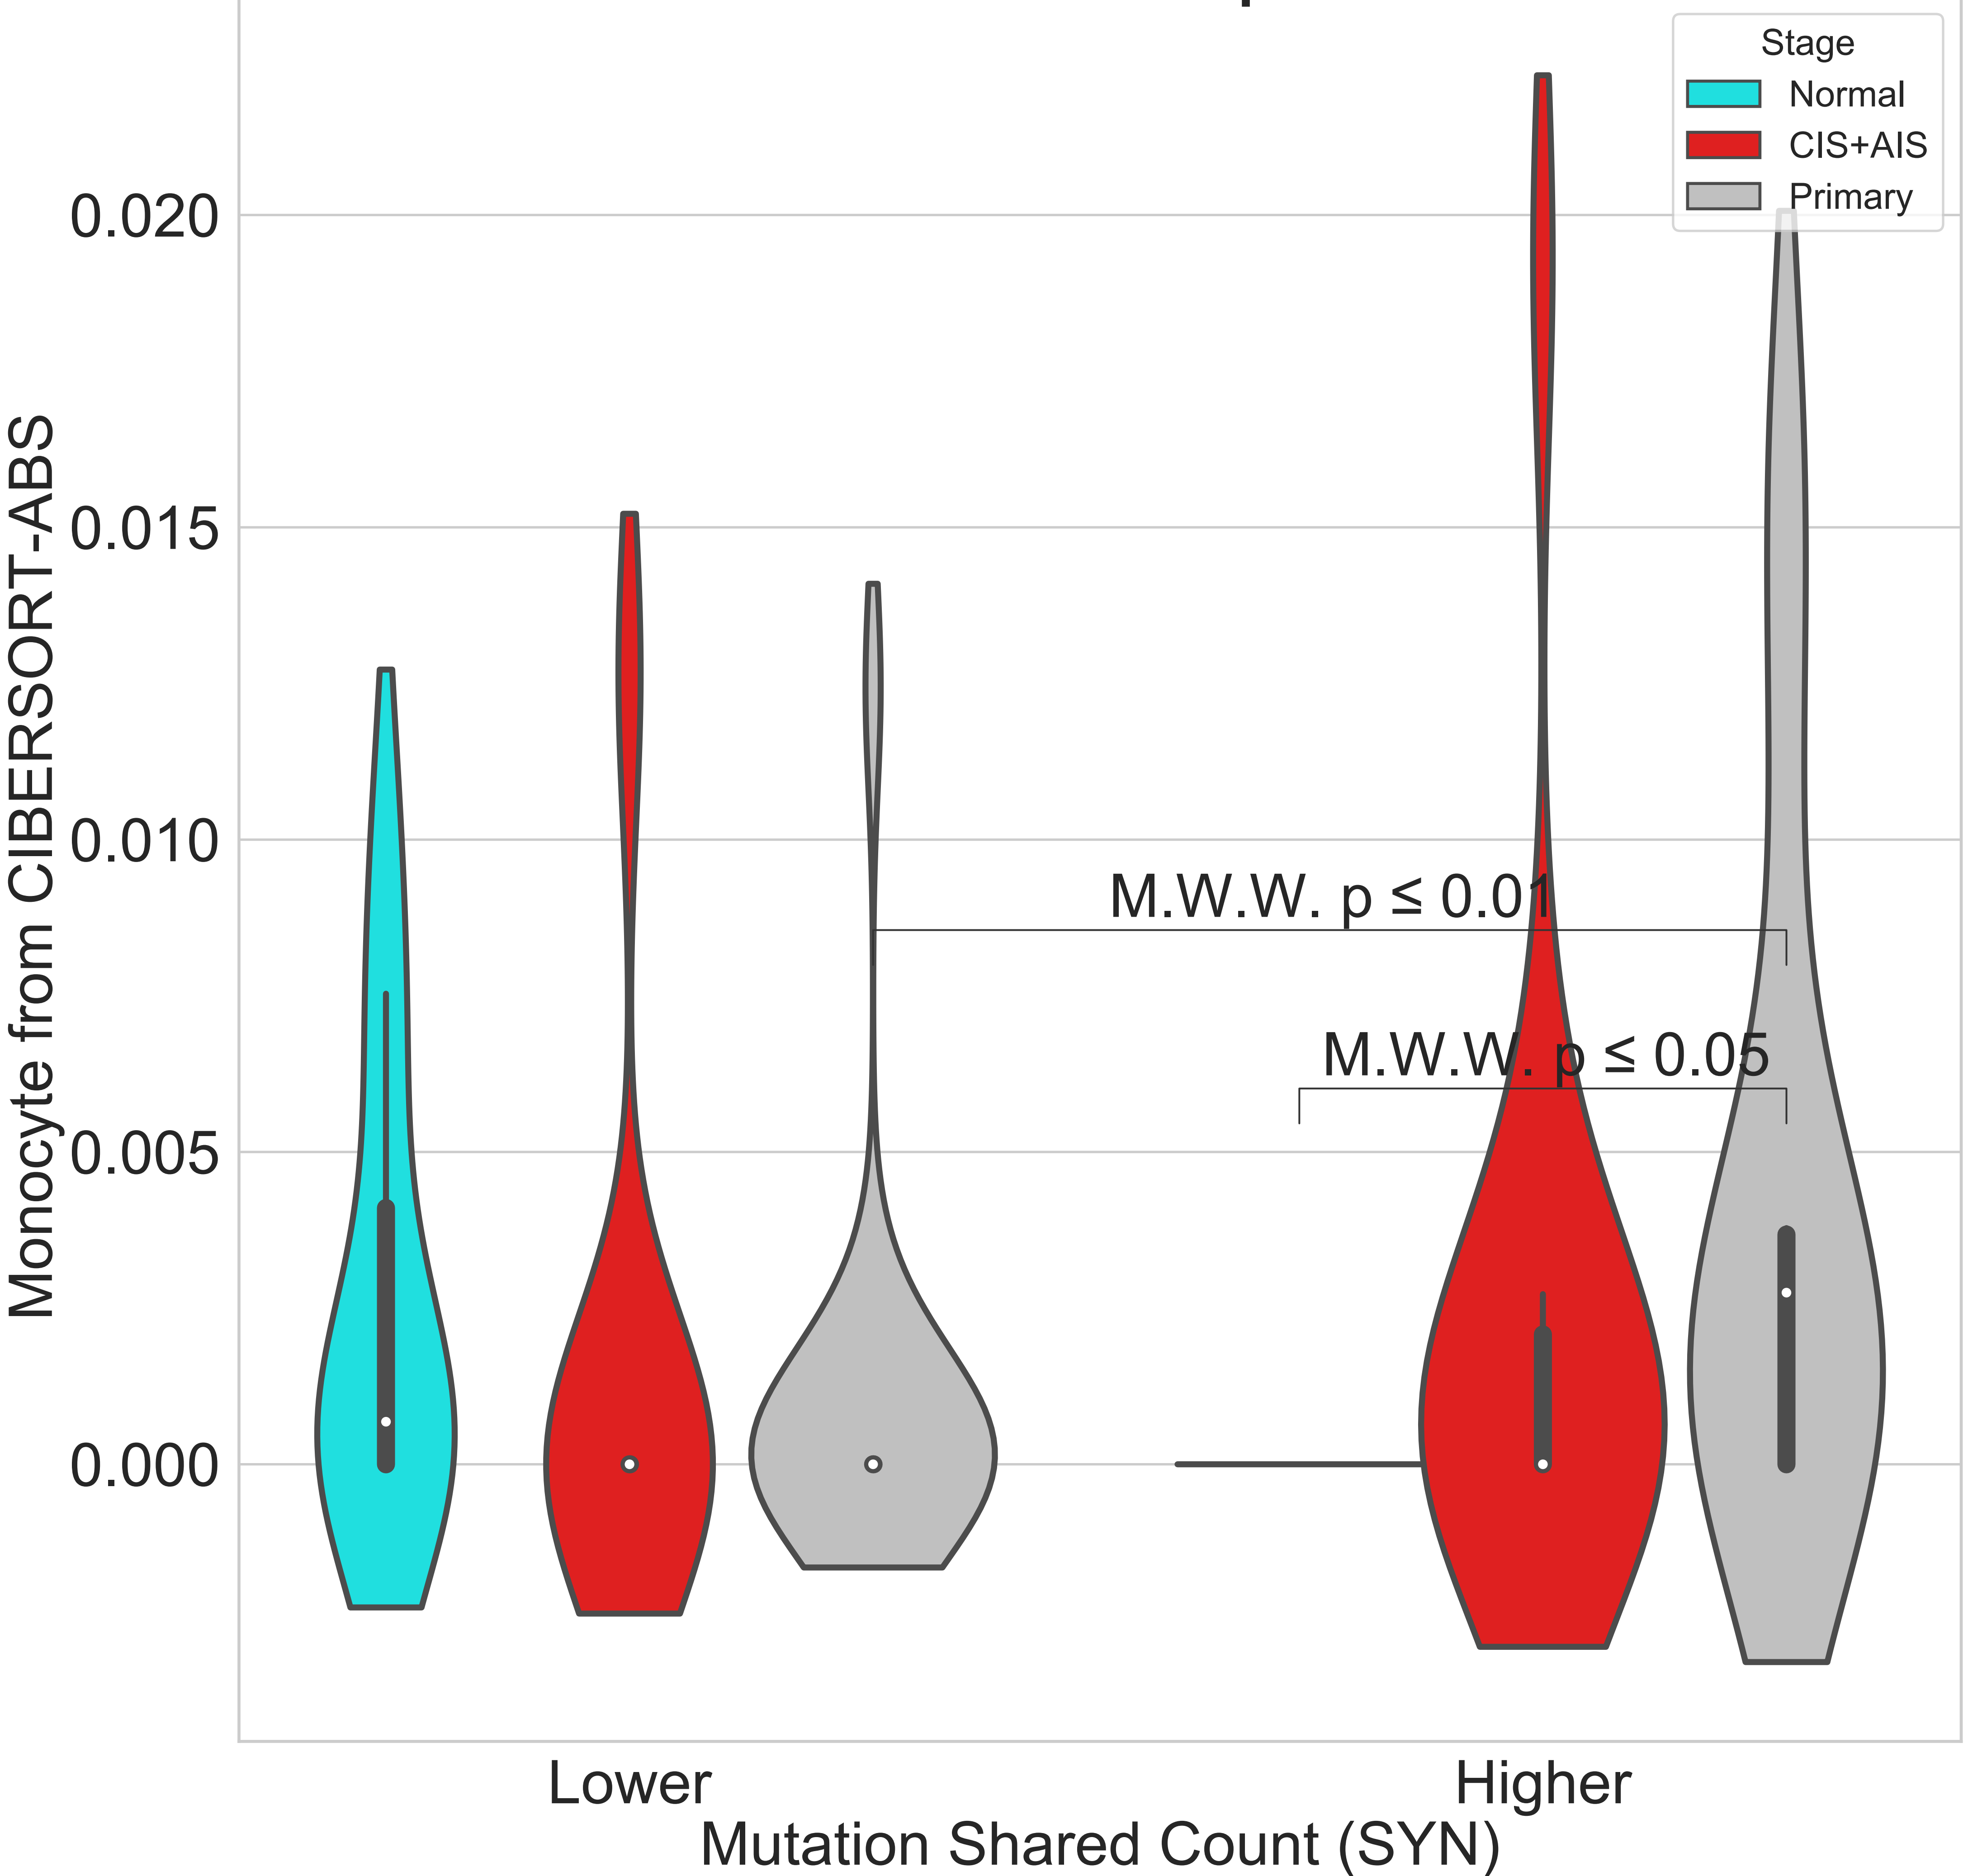 Stage
Normal
CIS+AIS
Primary
0.020
0.015
0.010
0.005
0.000
Monocyte from CIBERSORT-ABS
M.W.W. p ≤ 0.01
M.W.W. p ≤ 0.05
Lower
Higher
Mutation Shared Count (SYN)